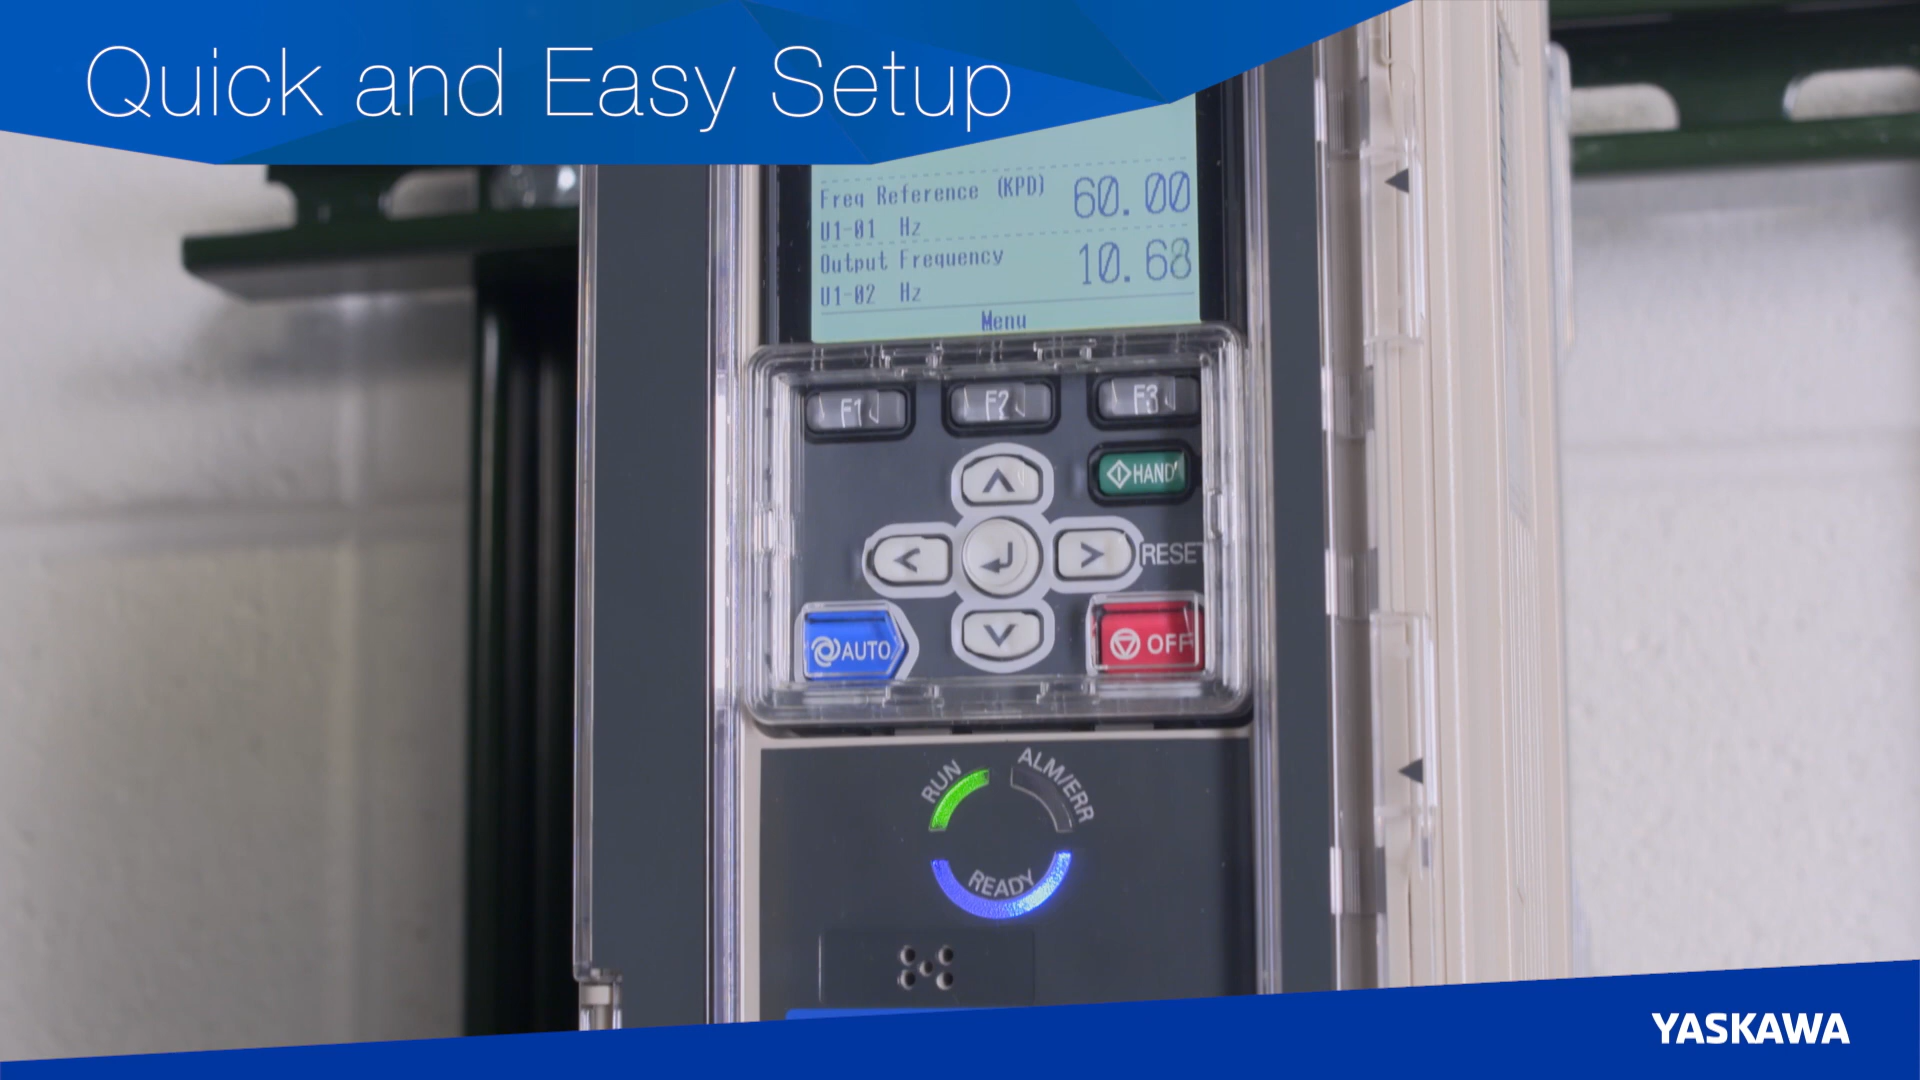 Quick and Easy Setup
Freq Reference (KPD) 60.00
U1-01 Hz
Output Frequency 10.68
U1-02 Hz
Menu
F1 F2 F3
HAND
RESET
AUTO
OFF
RUN
ALM/ERR
READY
YASKAWA